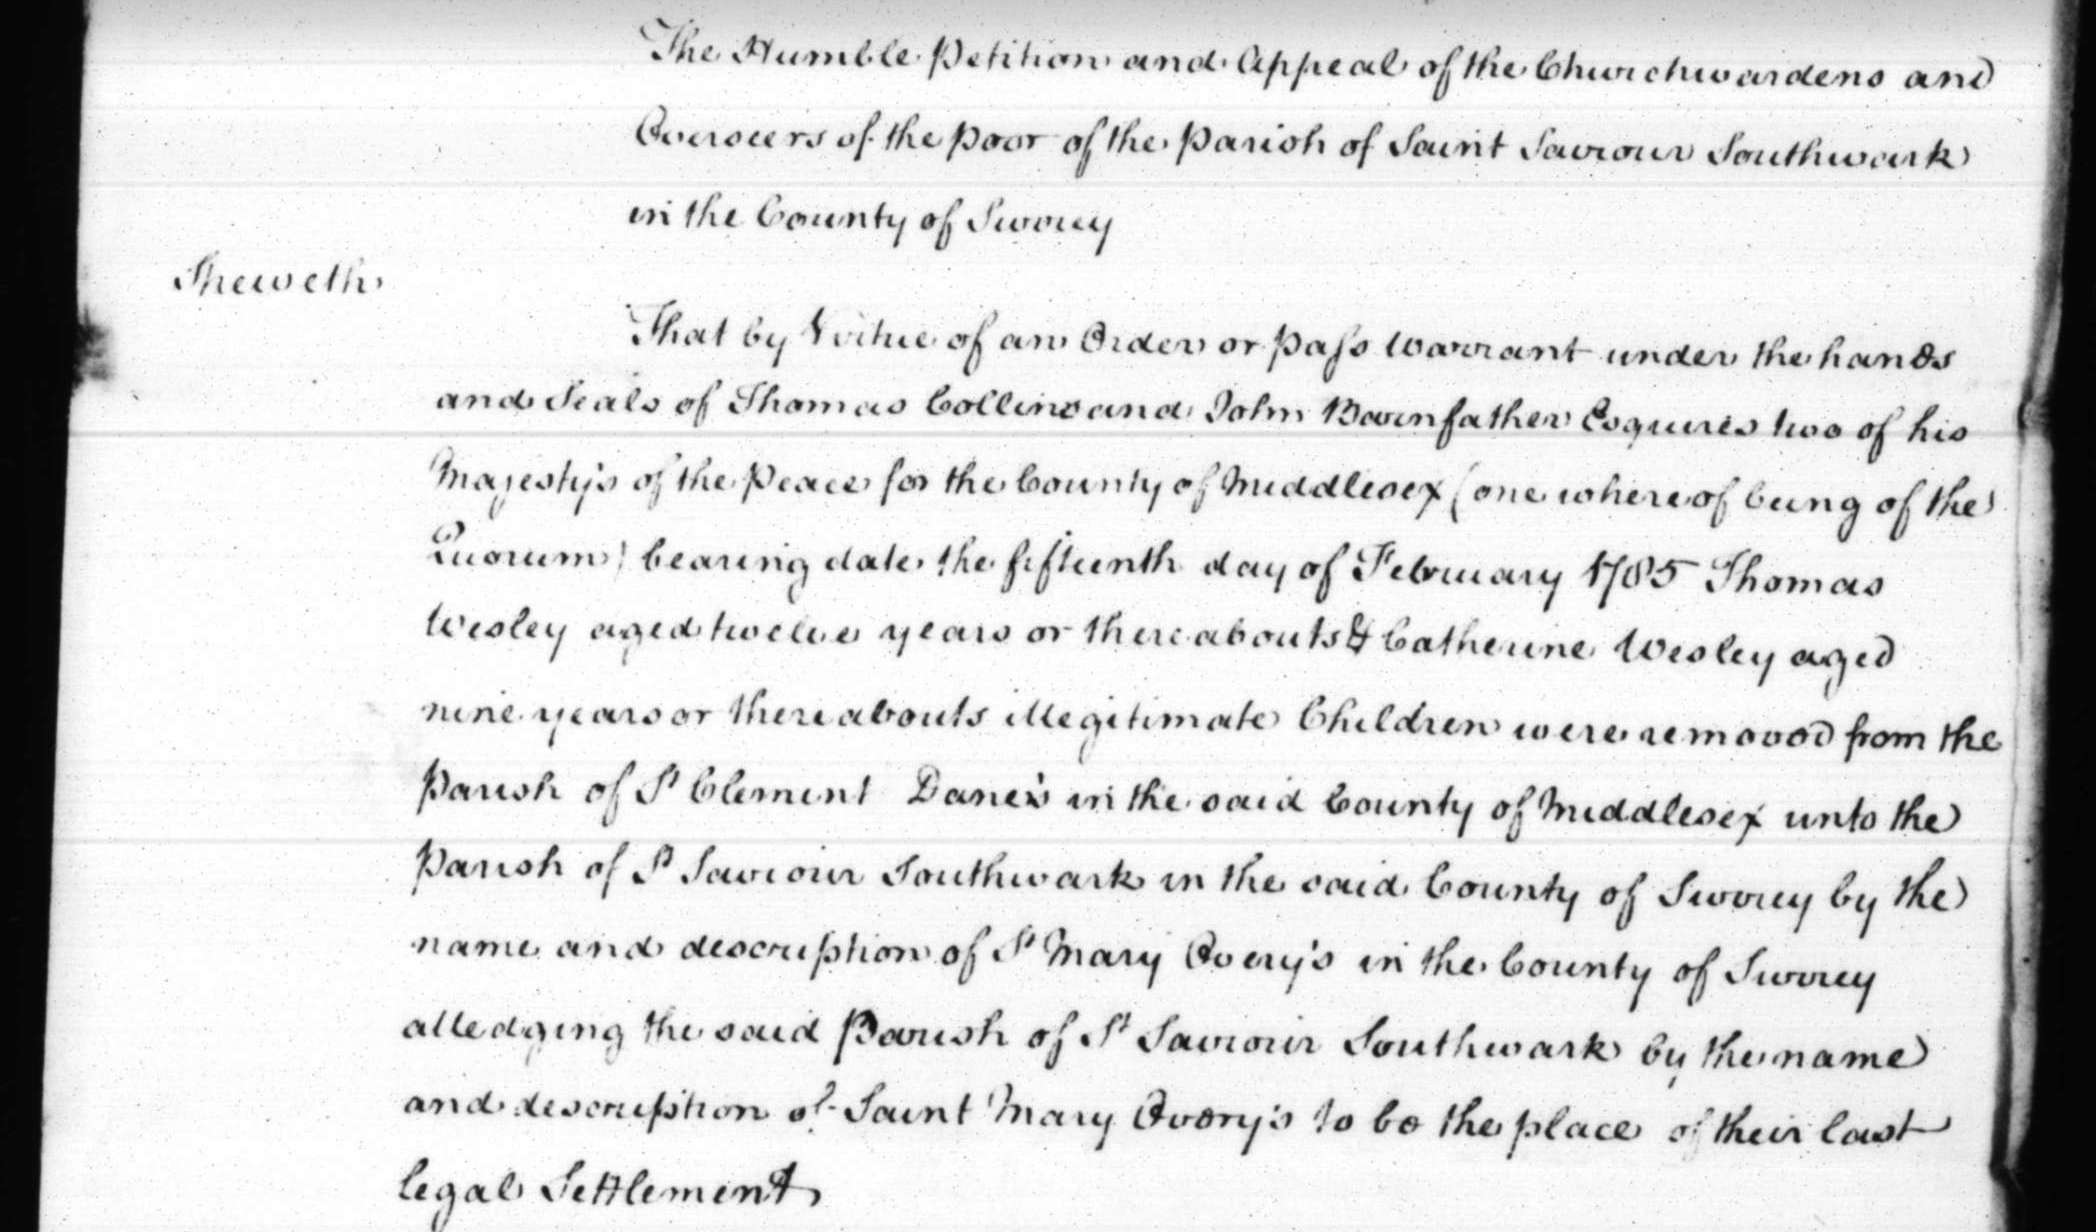 The Humble Petition and Appeal of the Churchwardens and
Overseers of the poor of the Parish of Saint Saviour Southwark
in the County of Surrey
Sheweth
That by Virtue of an Order or Pass Warrant under the hands
and Seals of Thomas Collins and John Barnfather Esquires two of his
Majesty's of the Peace for the County of Middlesex (one whereof being of the
Quorum) bearing date the fifteenth day of February 1785 Thomas
Wesley aged twelve years or thereabouts & Catherine Wesley aged
nine years or thereabouts illegitimate Children were removed from the
Parish of St Clement Dane's in the said County of Middlesex unto the
Parish of St Saviour Southwark in the said County of Surrey by the
name and description of St Mary Overy's in the County of Surrey
alledging the said Parish of St Saviour Southwark by the name
and description of Saint Mary Overy's to be the place of their last
legal Settlement